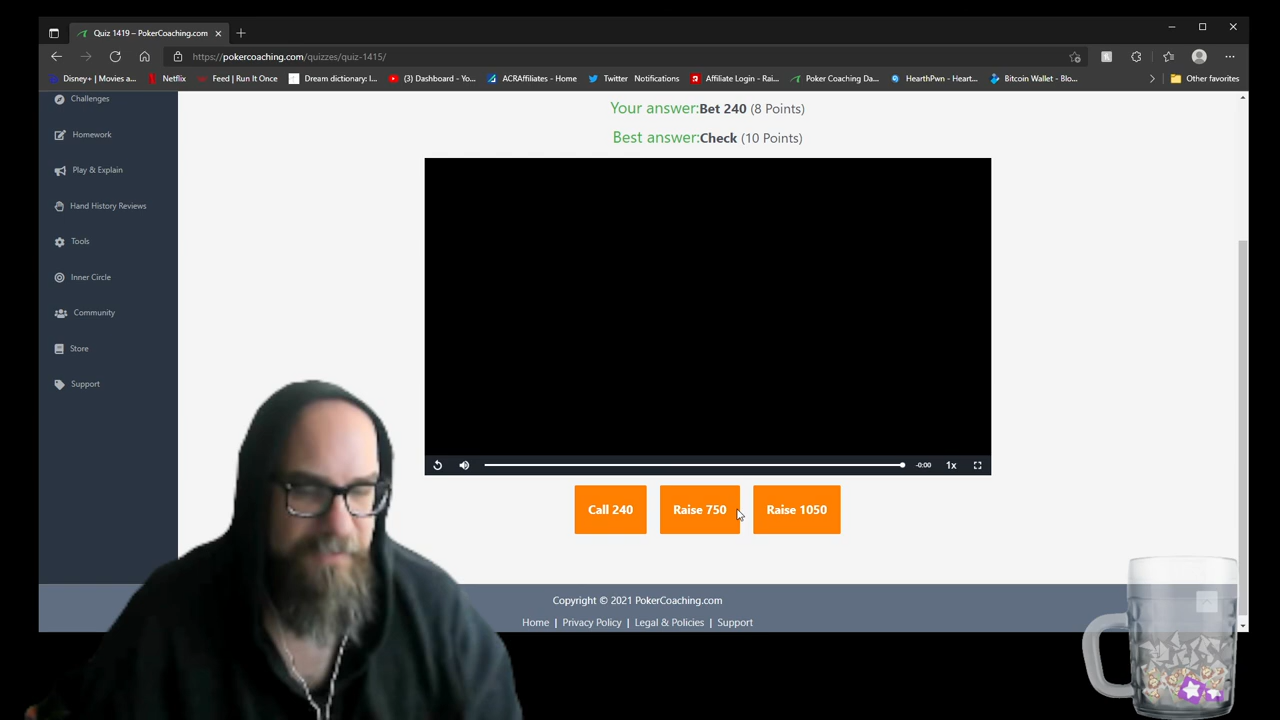 Quiz 1419 – PokerCoaching.com
https://pokercoaching.com/quizzes/quiz-1415/
Disney+ | Movies a...
Netflix
Feed | Run It Once
Dream dictionary: I...
(3) Dashboard - Yo...
ACRAffiliates - Home
Twitter
Notifications
Affiliate Login - Rai...
Poker Coaching Da...
HearthPwn - Heart...
Bitcoin Wallet - Blo...
Other favorites
Challenges
Homework
Play & Explain
Hand History Reviews
Tools
Inner Circle
Community
Store
Support
Your answer:Bet 240 (8 Points)
Best answer:Check (10 Points)
-0:00
1x
Call 240
Raise 750
Raise 1050
Copyright © 2021 PokerCoaching.com
Home | Privacy Policy | Legal & Policies | Support